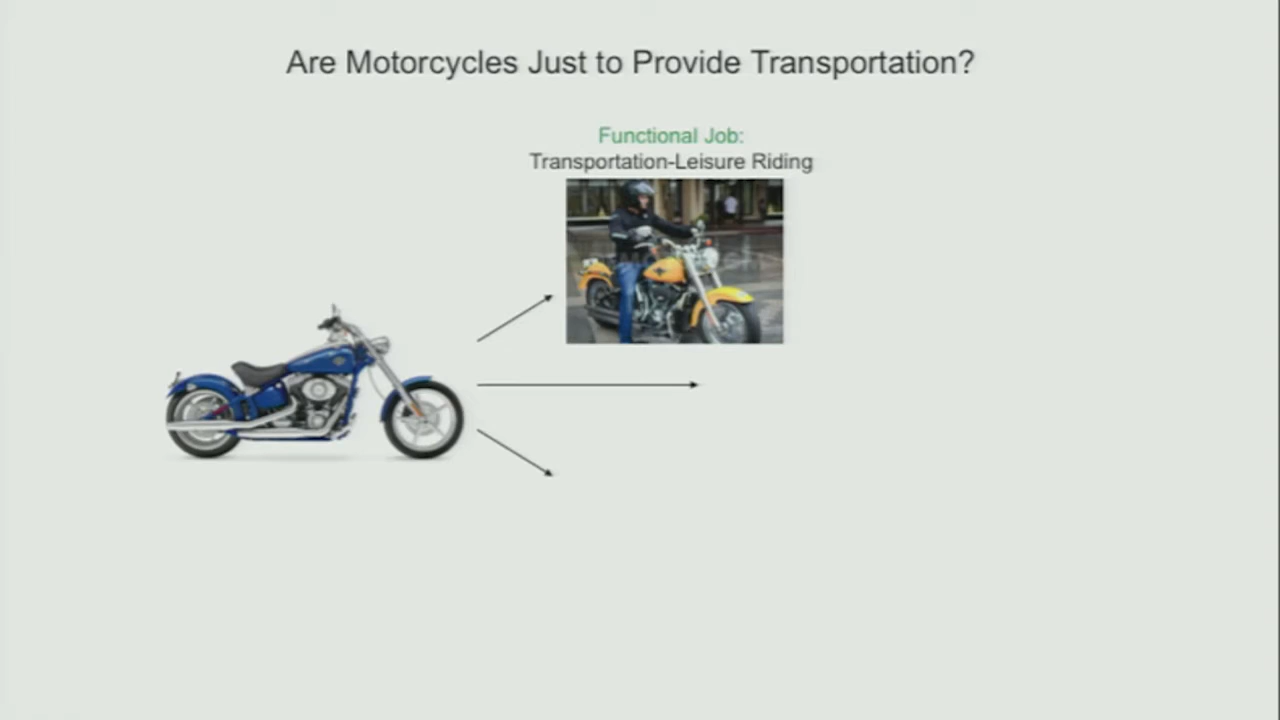 Are Motorcycles Just to Provide Transportation?
Functional Job:
Transportation-Leisure Riding